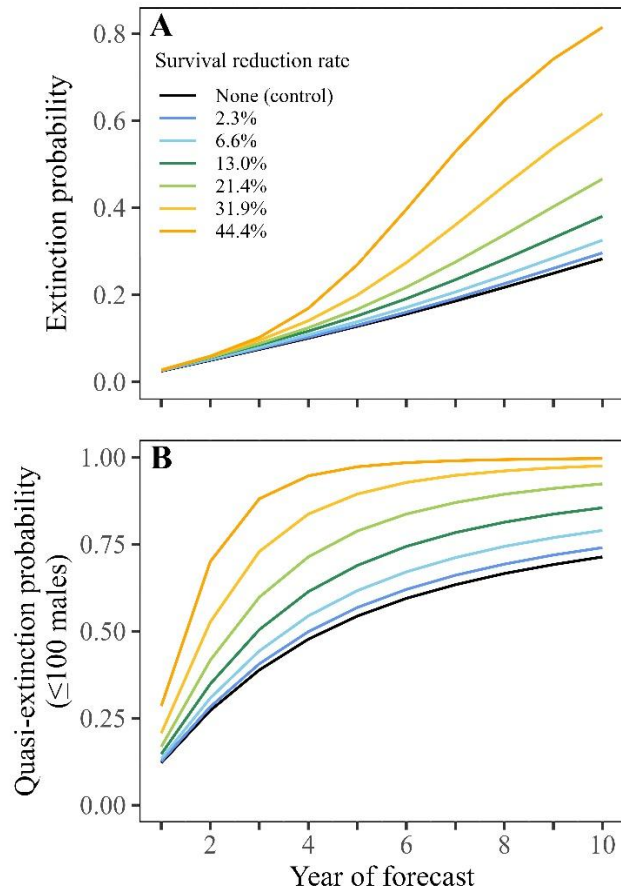 A
Survival reduction rate
None (control)
2.3%
6.6%
13.0%
21.4%
31.9%
44.4%
Extinction probability
0.8
0.6
0.4
0.2
0.0
B
Quasi-extinction probability
(≤100 males)
1.00
0.75
0.50
0.25
0.00
2 4 6 8 10
Year of forecast